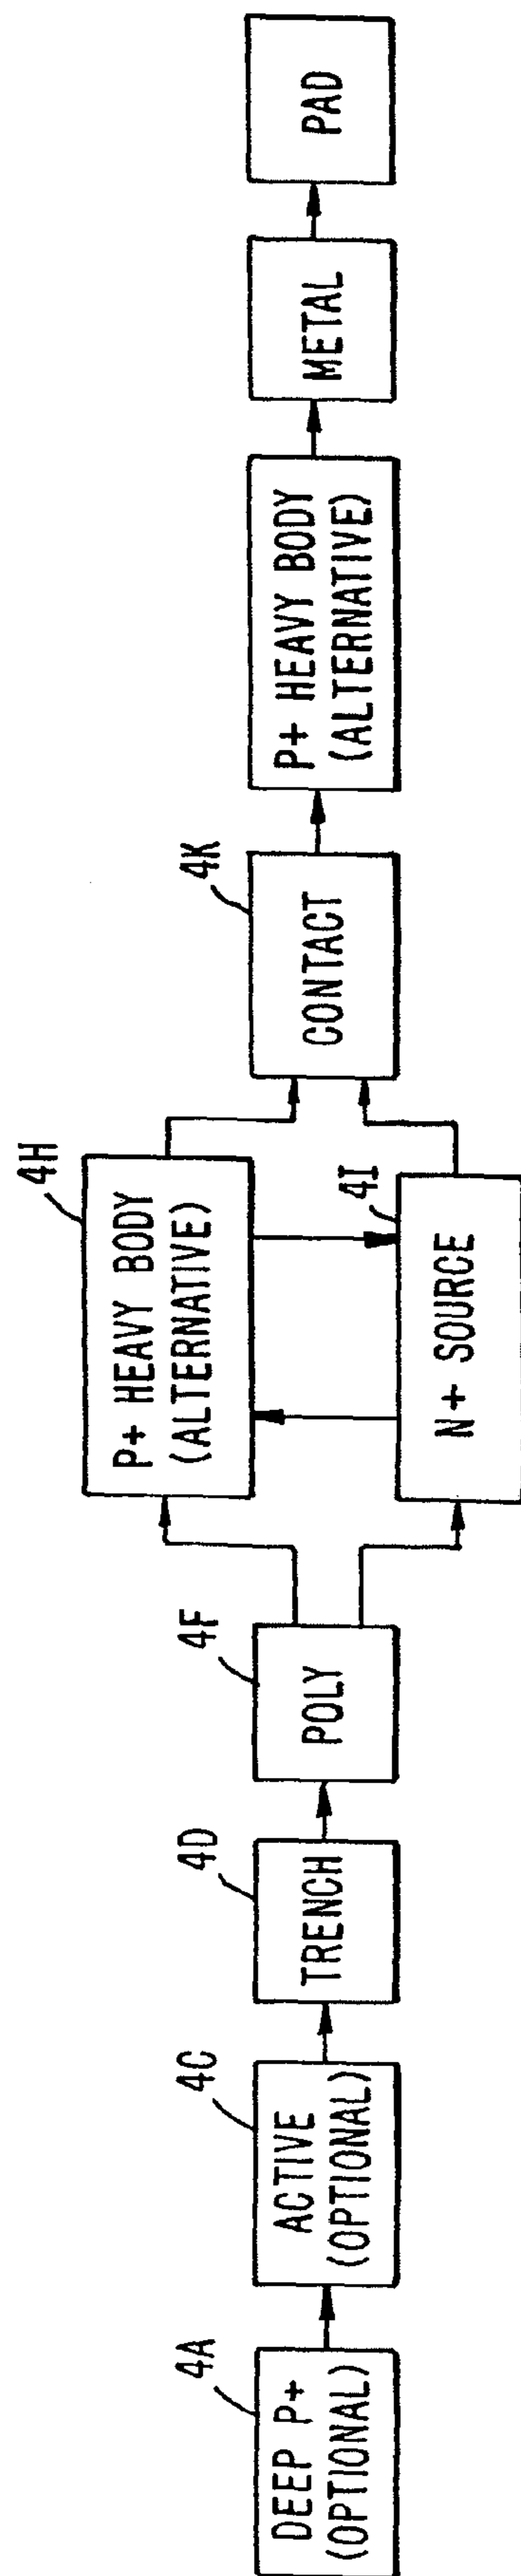 4A
DEEP P+
(OPTIONAL)
4C
ACTIVE
(OPTIONAL)
4D
TRENCH
4F
POLY
4H
P+ HEAVY BODY
(ALTERNATIVE)
4I
N+ SOURCE
4K
CONTACT
P+ HEAVY BODY
(ALTERNATIVE)
METAL
PAD